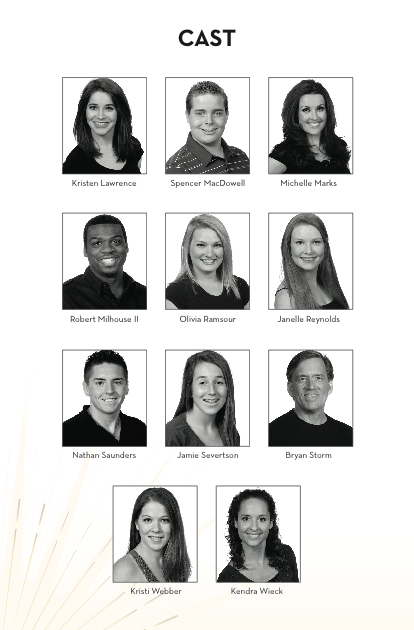 CAST
Kristen Lawrence
Spencer MacDowell
Michelle Marks
Robert Milhouse II
Olivia Ramsour
Janelle Reynolds
Nathan Saunders
Jamie Severtson
Bryan Storm
Kristi Webber
Kendra Wieck